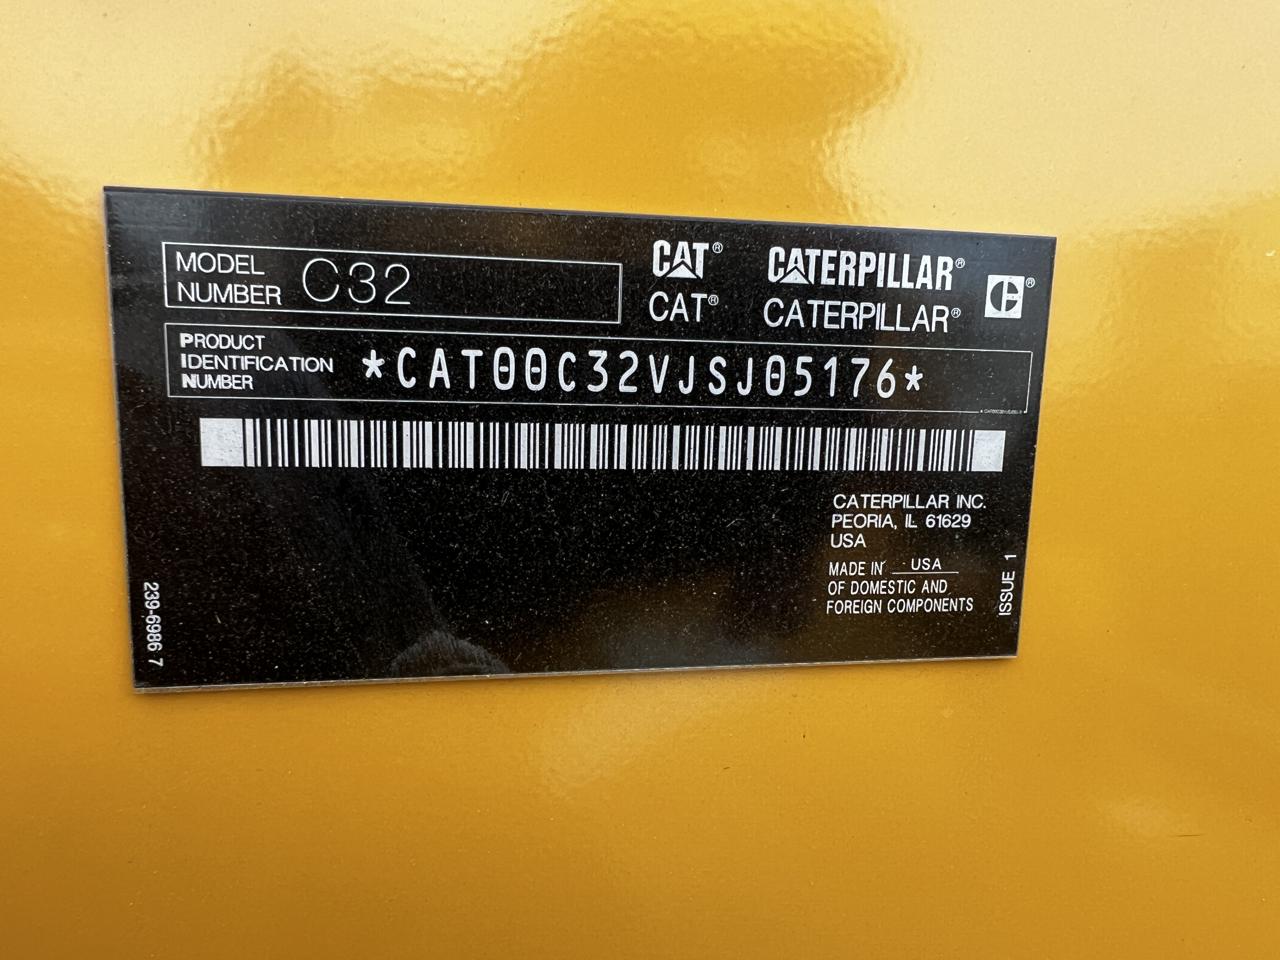 MODEL
NUMBER C32
CAT® CATERPILLAR®
CAT® CATERPILLAR®
PRODUCT
IDENTIFICATION
NUMBER
*CAT00C32VJSJ05176*
CATERPILLAR INC.
PEORIA, IL 61629
USA
MADE IN USA
OF DOMESTIC AND
FOREIGN COMPONENTS
ISSUE 1
239-6986 7